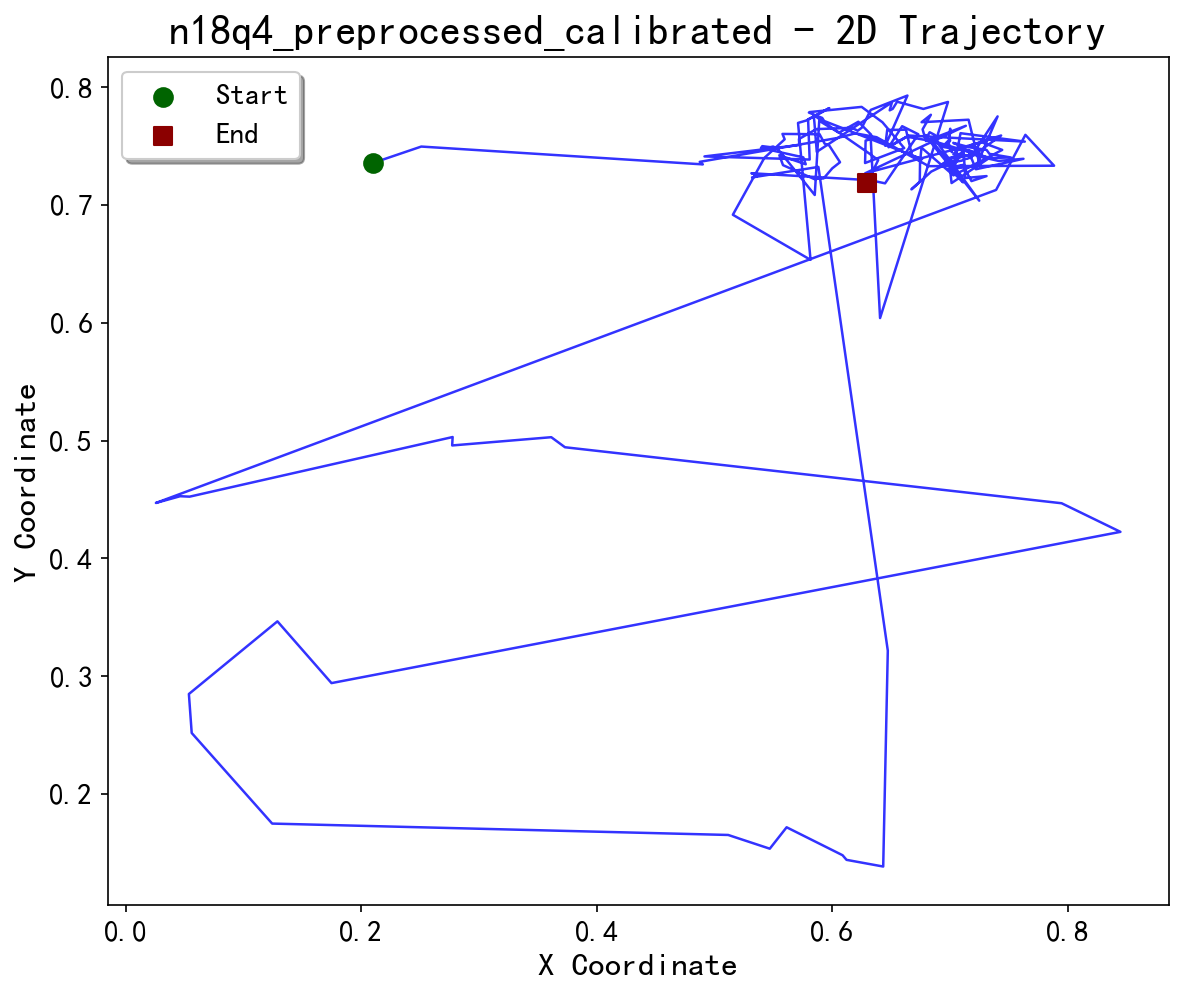 n18q4_preprocessed_calibrated - 2D Trajectory
Start
End
0.8
0.7
0.6
0.5
0.4
0.3
0.2
Y Coordinate
0.0 0.2 0.4 0.6 0.8
X Coordinate